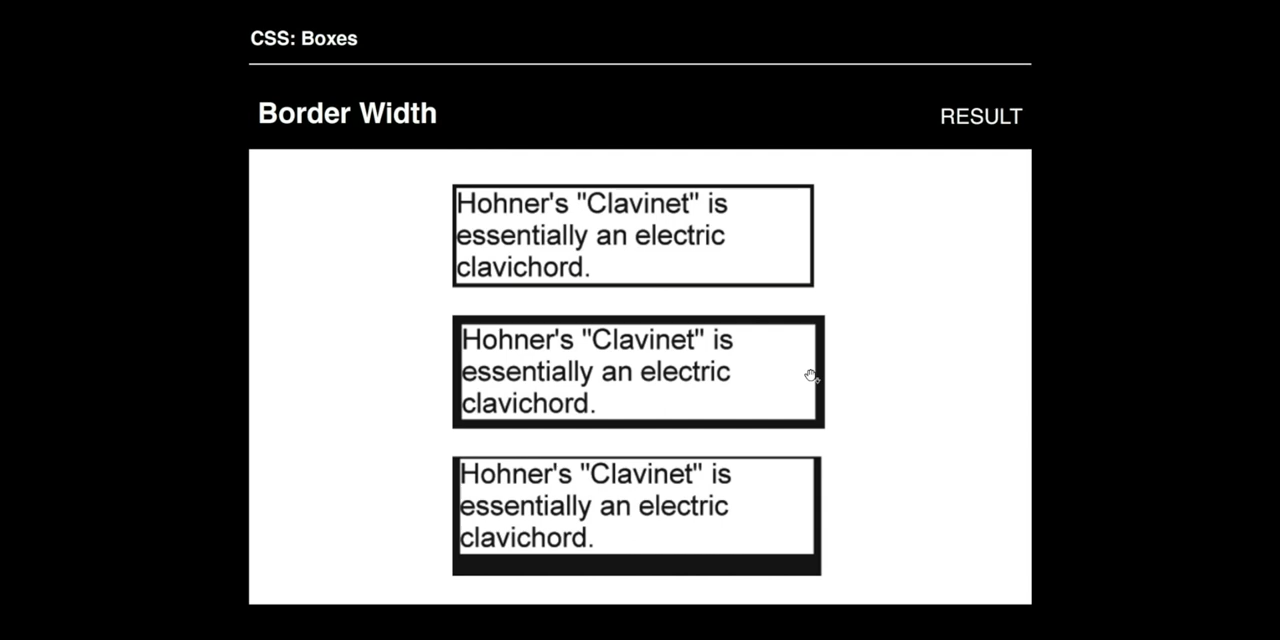 CSS: Boxes
Border Width
RESULT
Hohner's "Clavinet" is
essentially an electric
clavichord.
Hohner's "Clavinet" is
essentially an electric
clavichord.
Hohner's "Clavinet" is
essentially an electric
clavichord.